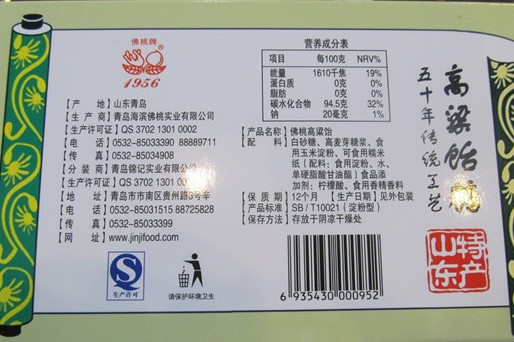 佛桃牌
1956
【产 地】山东青岛
【生 产 商】青岛海滨佛桃实业有限公司
【生产许可证】QS 3702 1301 0002
【电 话】0532-85033390 88889711
【传 真】0532-85034908
【分 装 商】青岛锦记实业有限公司
【生产许可证】QS 3702 1301
【地 址】青岛市市南区贵州路3号辛
【电 话】0532-85031515 88725828
【传 真】0532-85033399
【网 址】www.jinjifood.com
QS
生产许可
请保护环境卫生
营养成分表
项目 每100克 NRV%
能量 1610千焦 19%
蛋白质 0克 0%
脂肪 0克 0%
碳水化合物 94.5克 32%
钠 20毫克 1%
【产品名称】佛桃高粱饴
【配 料】白砂糖、高麦芽糖浆、食
用玉米淀粉、可食用糯米
纸（配料：食用淀粉、水、
单硬脂酸甘油酯）食品添
加剂：柠檬酸、食用香精香料
【保 质 期】12个月【生产日期】见外包装
【产品标准】SB/T10021（淀粉型）
【保存方法】存放于阴凉干燥处
6 935430 000952
高粱饴
五十年传统工艺
山东
特产